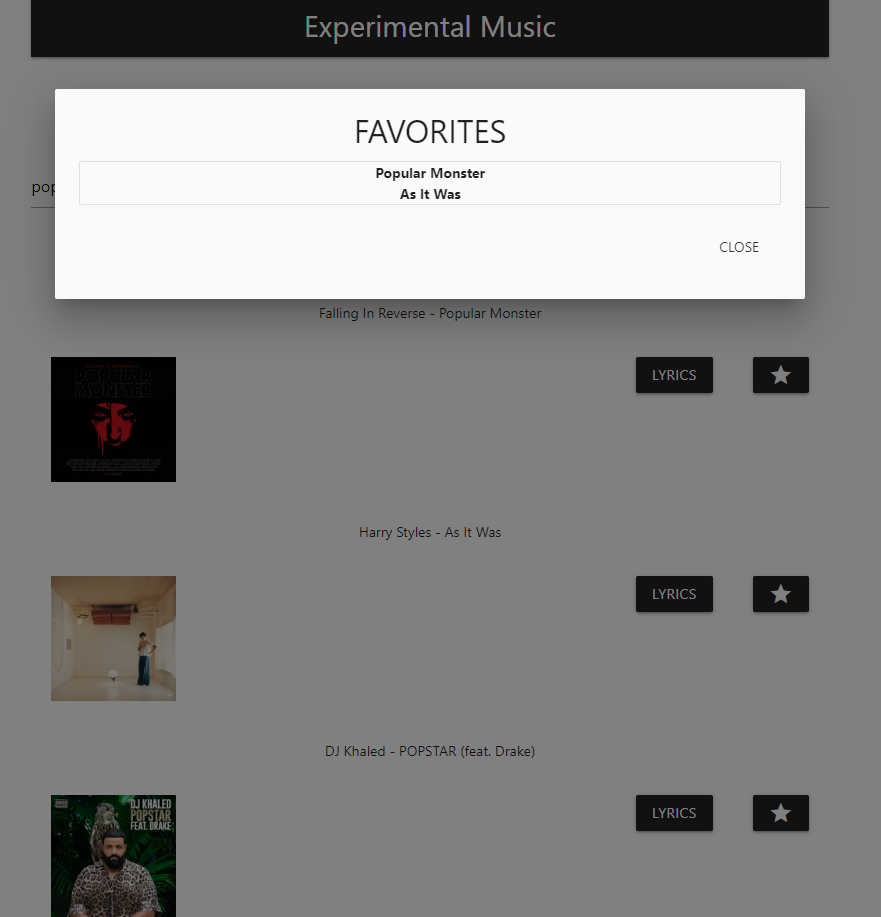 Experimental Music
FAVORITES
Popular Monster
As It Was
pop
CLOSE
Falling In Reverse - Popular Monster
POPULAR
MONSTER
LYRICS
Harry Styles - As It Was
LYRICS
DJ Khaled - POPSTAR (feat. Drake)
DJ KHALED
POPSTAR
FEAT. DRAKE
LYRICS